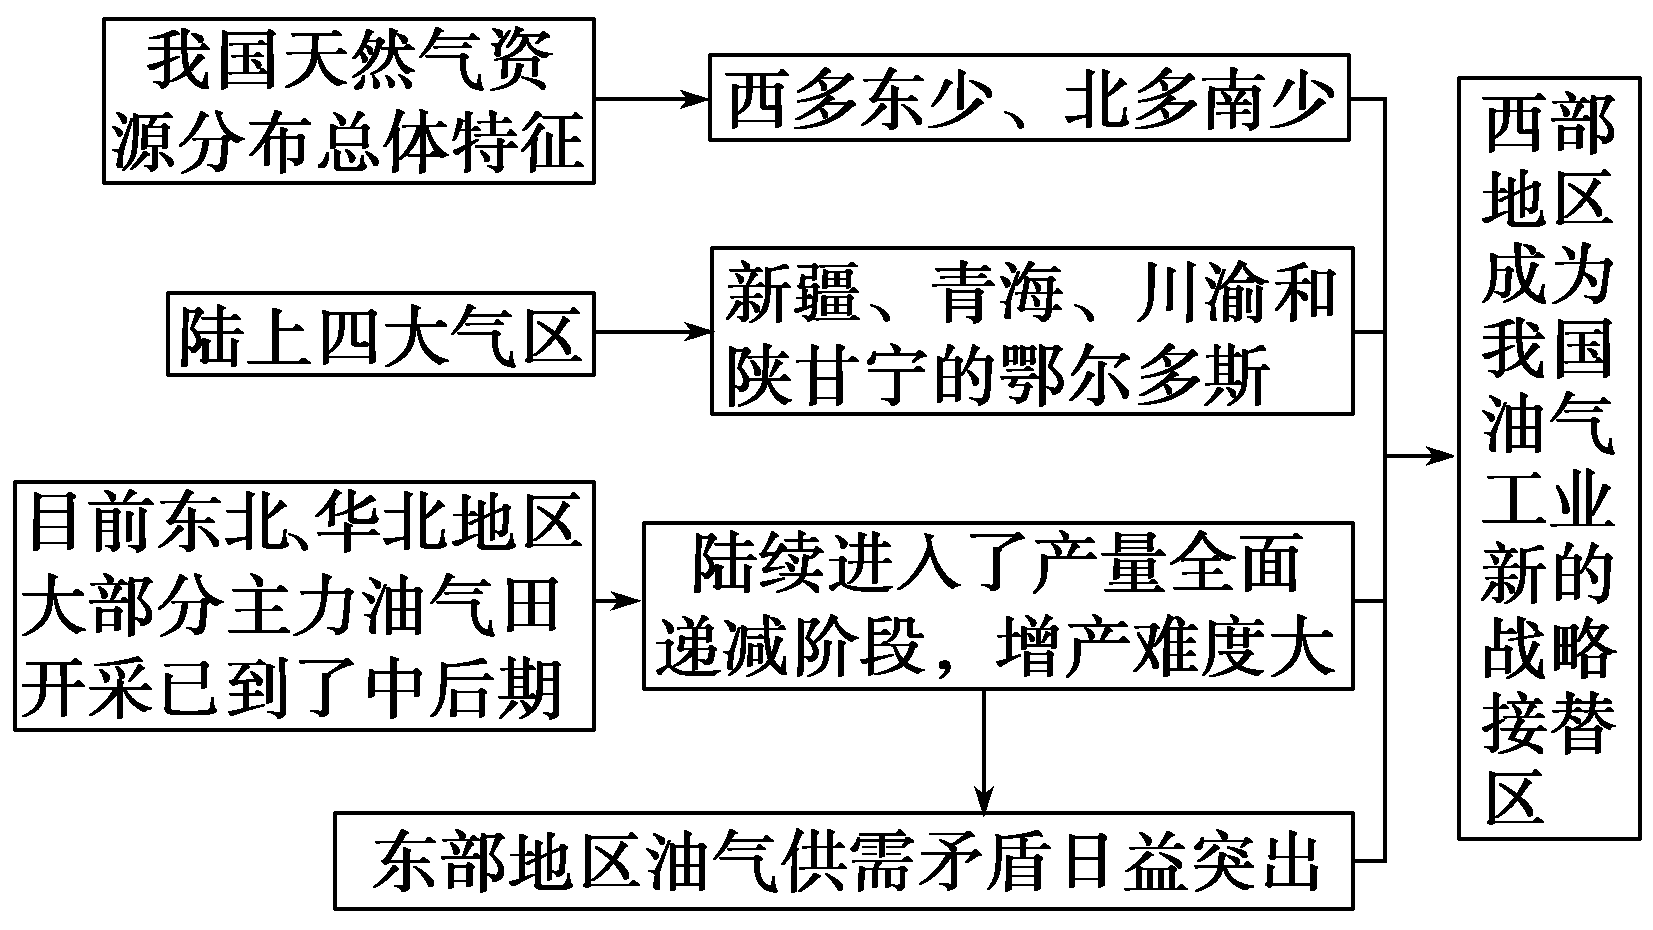 我国天然气资
源分布总体特征
西多东少、北多南少
陆上四大气区
新疆、青海、川渝和
陕甘宁的鄂尔多斯
目前东北、华北地区
大部分主力油气田
开采已到了中后期
陆续进入了产量全面
递减阶段，增产难度大
东部地区油气供需矛盾日益突出
西部
地区
成为
我国
油气
工业
新的
战略
接替
区